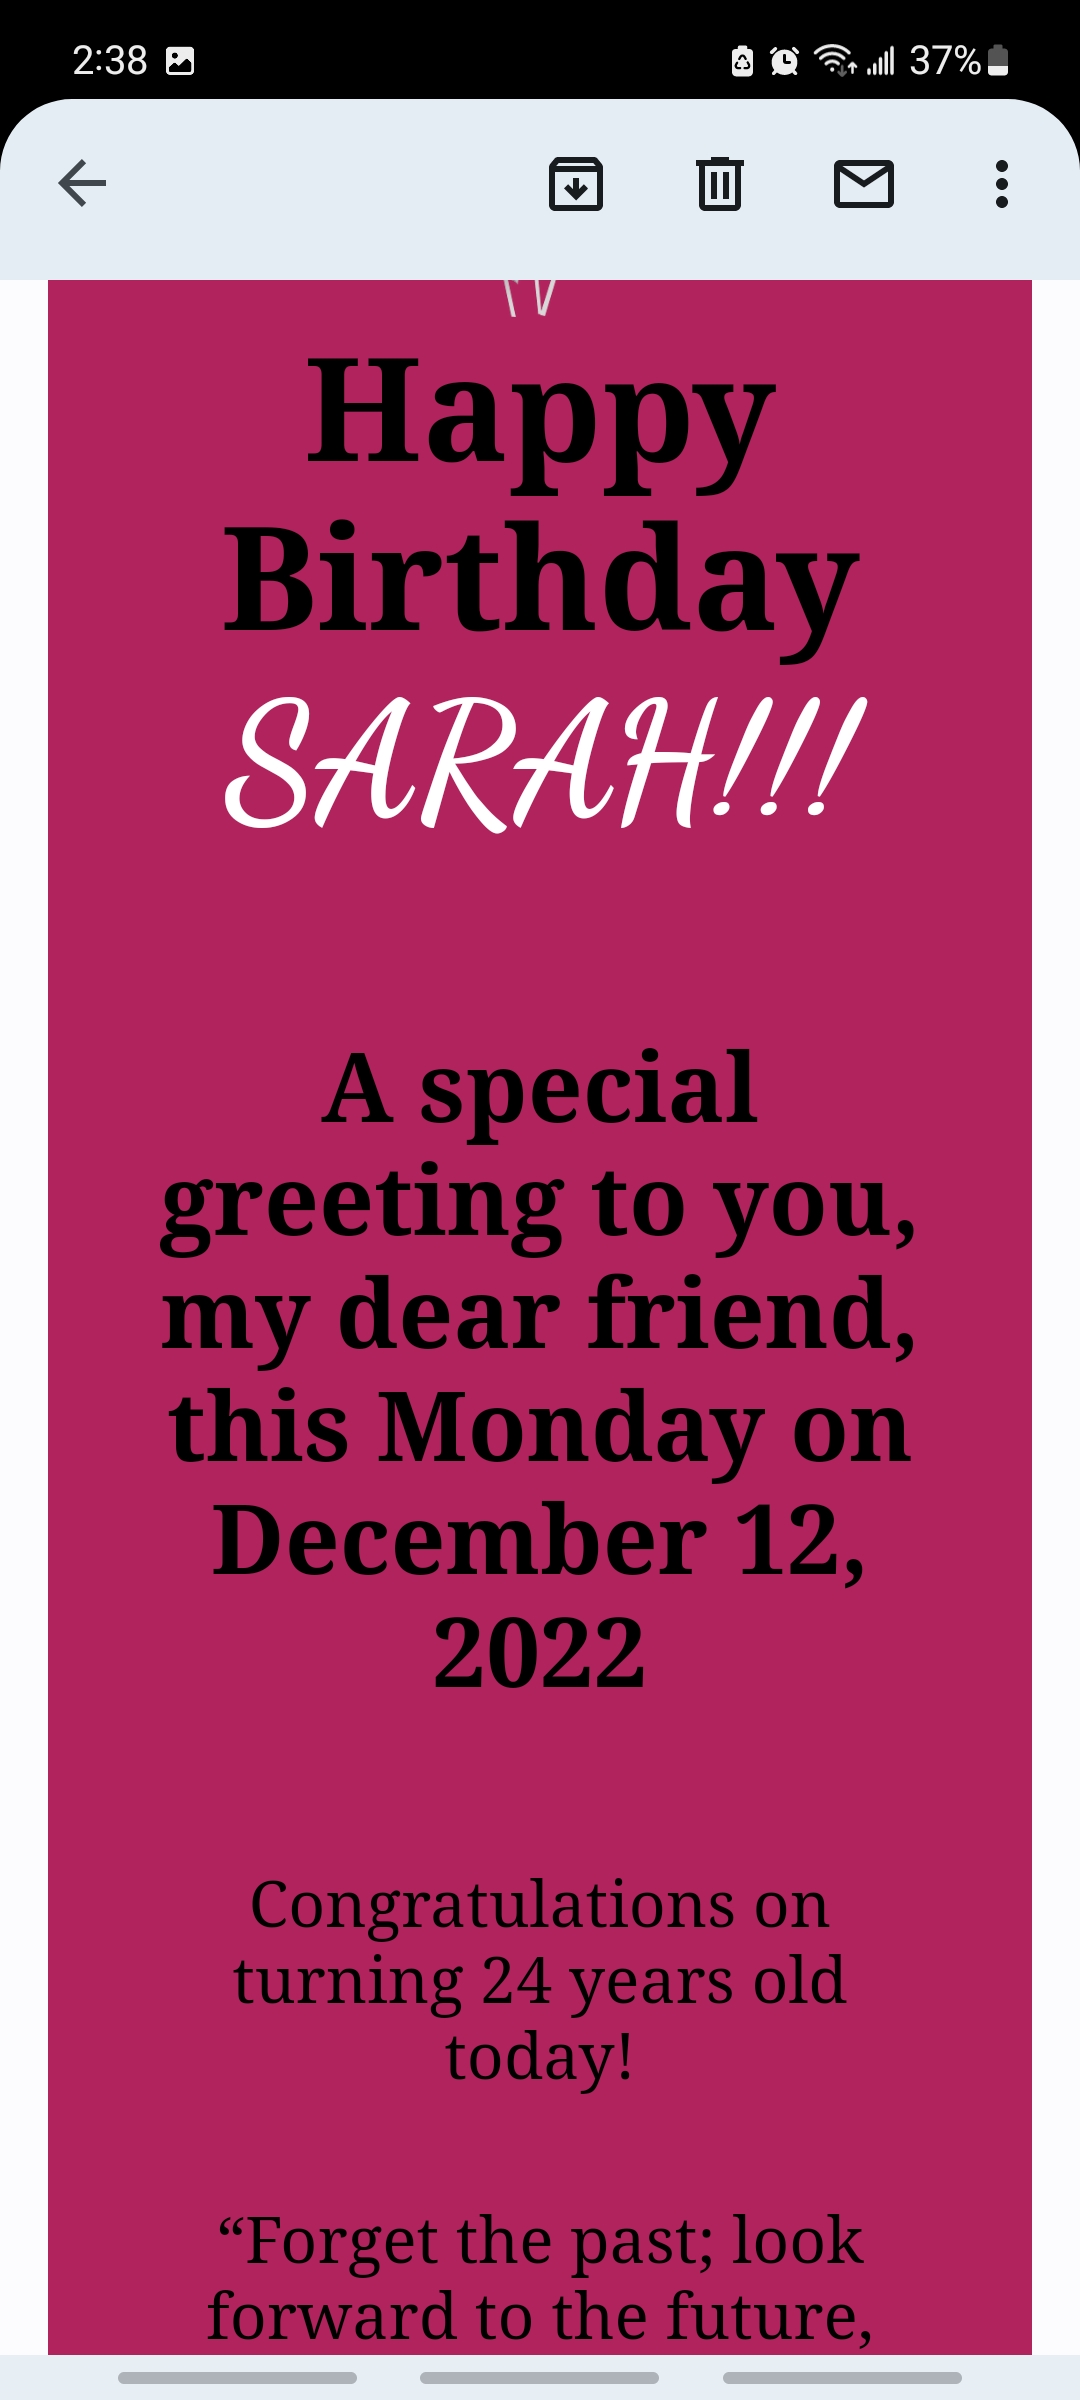 2:38
37%
Happy
Birthday
SARAH!!!
A special
greeting to you,
my dear friend,
this Monday on
December 12,
2022
Congratulations on
turning 24 years old
today!
“Forget the past; look
forward to the future,